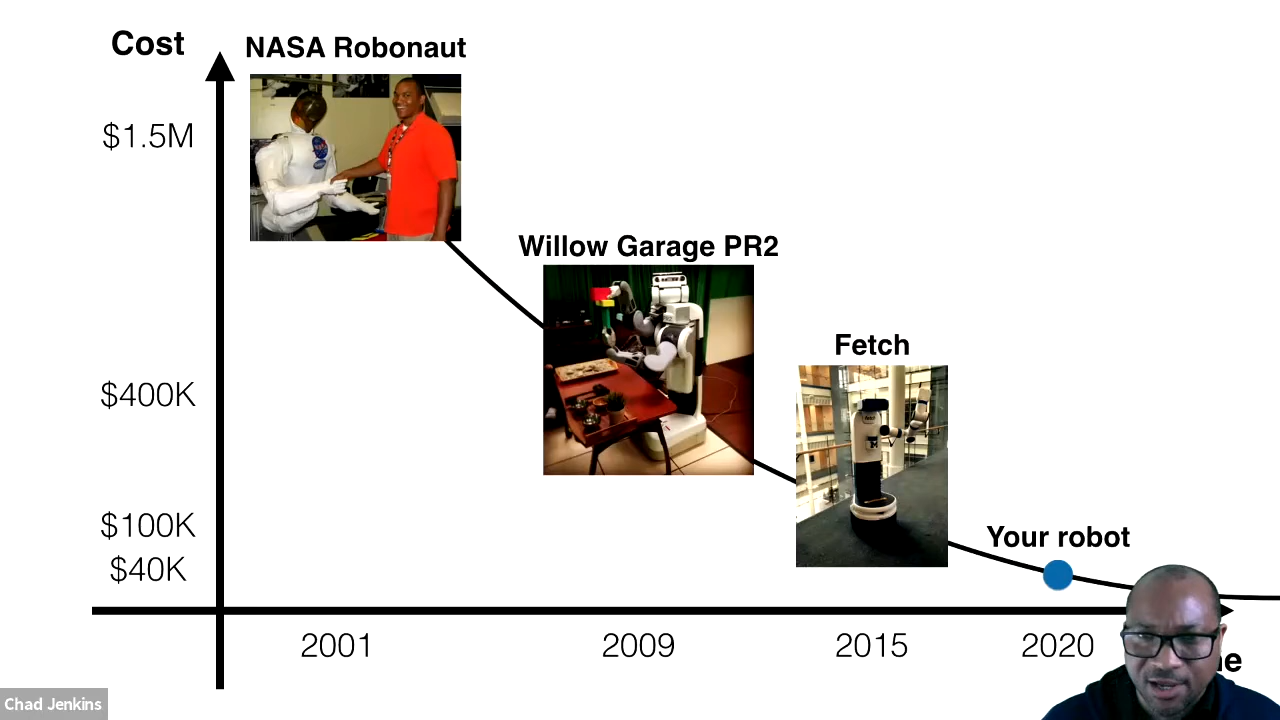 Cost
NASA Robonaut
$1.5M
Willow Garage PR2
Fetch
$400K
$100K
Your robot
$40K
2001
2009
2015
2020
Chad Jenkins